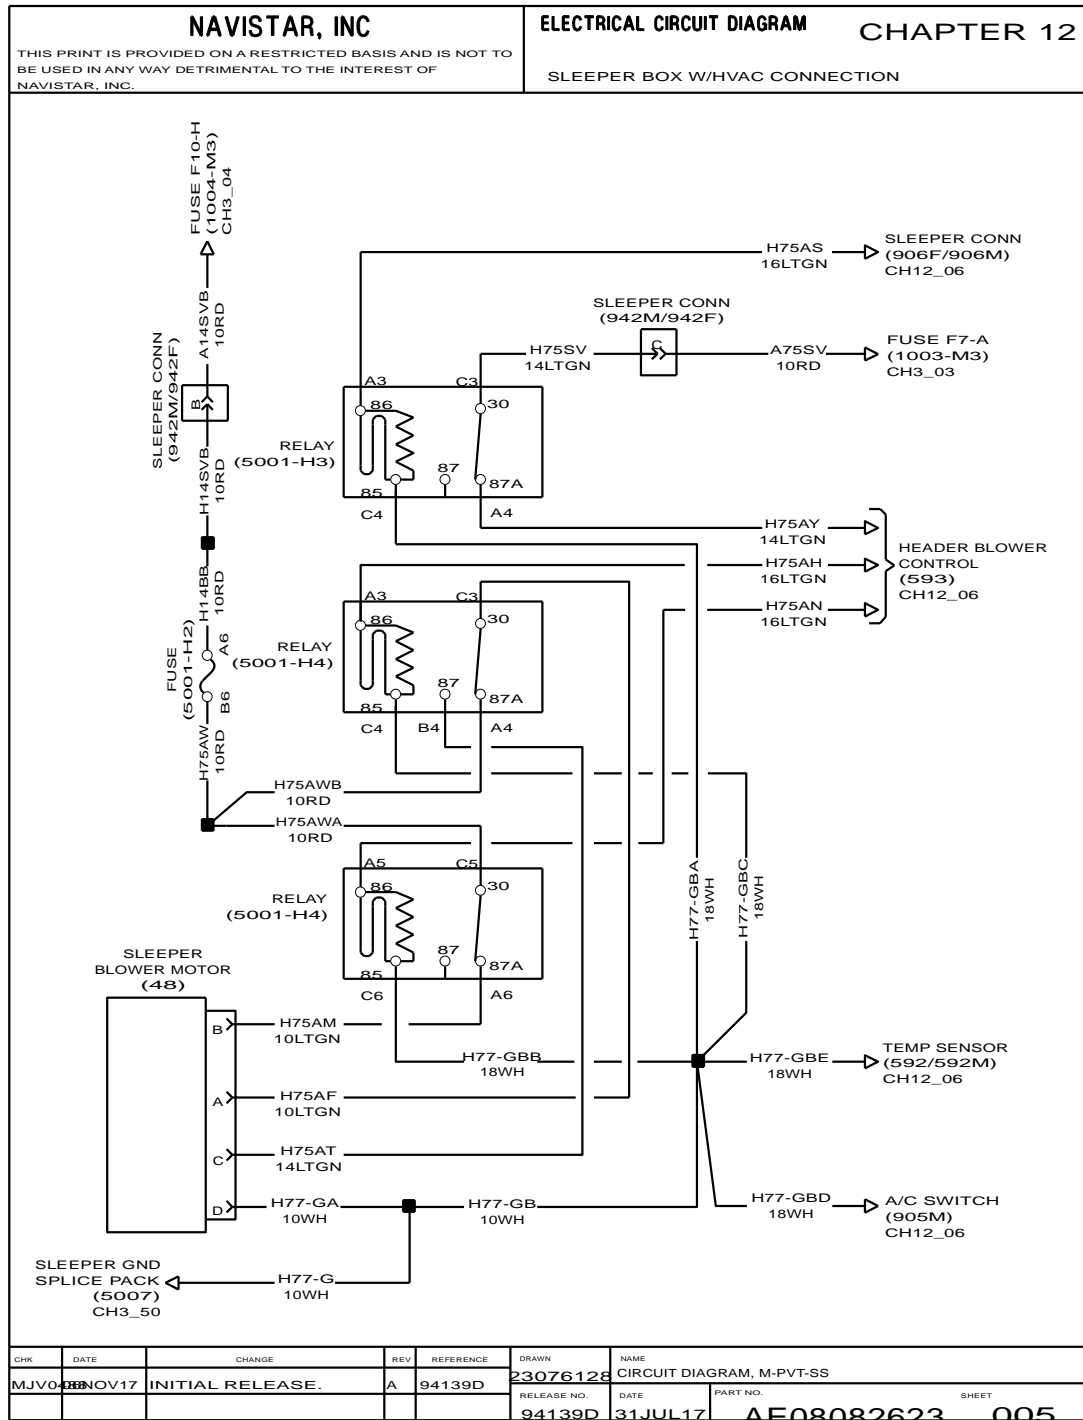 NAVISTAR, INC
THIS PRINT IS PROVIDED ON A RESTRICTED BASIS AND IS NOT TO
BE USED IN ANY WAY DETRIMENTAL TO THE INTEREST OF
NAVISTAR, INC.
ELECTRICAL CIRCUIT DIAGRAM
CHAPTER 12
SLEEPER BOX W/HVAC CONNECTION
FUSE F10-H
(1004-M3)
CH3_04
A14SVB
10RD
SLEEPER CONN
(942M/942F)
B
H14SVB
10RD
H14BB
10RD
FUSE
(5001-H2)
A6
B6
H75AW
10RD
H75AS
16LTGN
SLEEPER CONN
(906F/906M)
CH12_06
SLEEPER CONN
(942M/942F)
C
H75SV
14LTGN
A75SV
10RD
FUSE F7-A
(1003-M3)
CH3_03
A3
C3
86
30
RELAY
(5001-H3)
87
87A
85
C4
A4
H75AY
14LTGN
H75AH
16LTGN
H75AN
16LTGN
HEADER BLOWER
CONTROL
(593)
CH12_06
A3
C3
86
30
RELAY
(5001-H4)
87
87A
85
C4
B4
A4
H75AWB
10RD
H75AWA
10RD
A5
C5
86
30
RELAY
(5001-H4)
87
87A
85
C6
A6
H77-GBA
18WH
H77-GBC
18WH
SLEEPER
BLOWER MOTOR
(48)
B
H75AM
10LTGN
H77-GBB
18WH
H77-GBE
18WH
TEMP SENSOR
(592/592M)
CH12_06
A
H75AF
10LTGN
C
H75AT
14LTGN
D
H77-GA
10WH
H77-GB
10WH
H77-GBD
18WH
A/C SWITCH
(905M)
CH12_06
SLEEPER GND
SPLICE PACK
(5007)
CH3_50
H77-G
10WH
CHK DATE CHANGE REV REFERENCE
INITIAL RELEASE. A 94139D
DRAWN
23076128
NAME
CIRCUIT DIAGRAM, M-PVT-SS
RELEASE NO.
94139D
DATE
31JUL17
PART NO.
AE08082623
SHEET
005